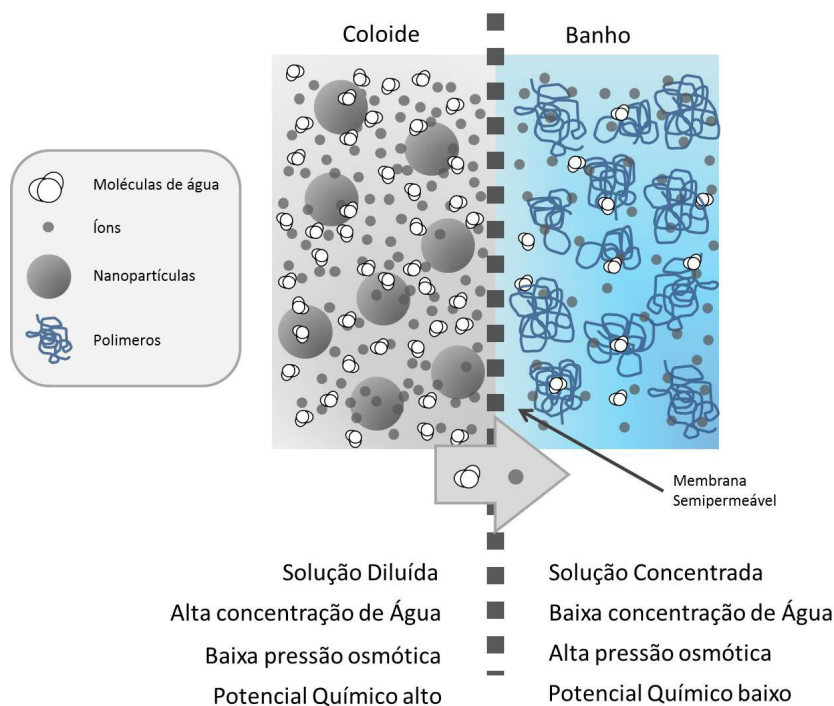 Coloide
Banho
Moléculas de água
Íons
Nanopartículas
Polimeros
Membrana
Semipermeável
Solução Diluída
Alta concentração de Água
Baixa pressão osmótica
Potencial Químico alto
Solução Concentrada
Baixa concentração de Água
Alta pressão osmótica
Potencial Químico baixo